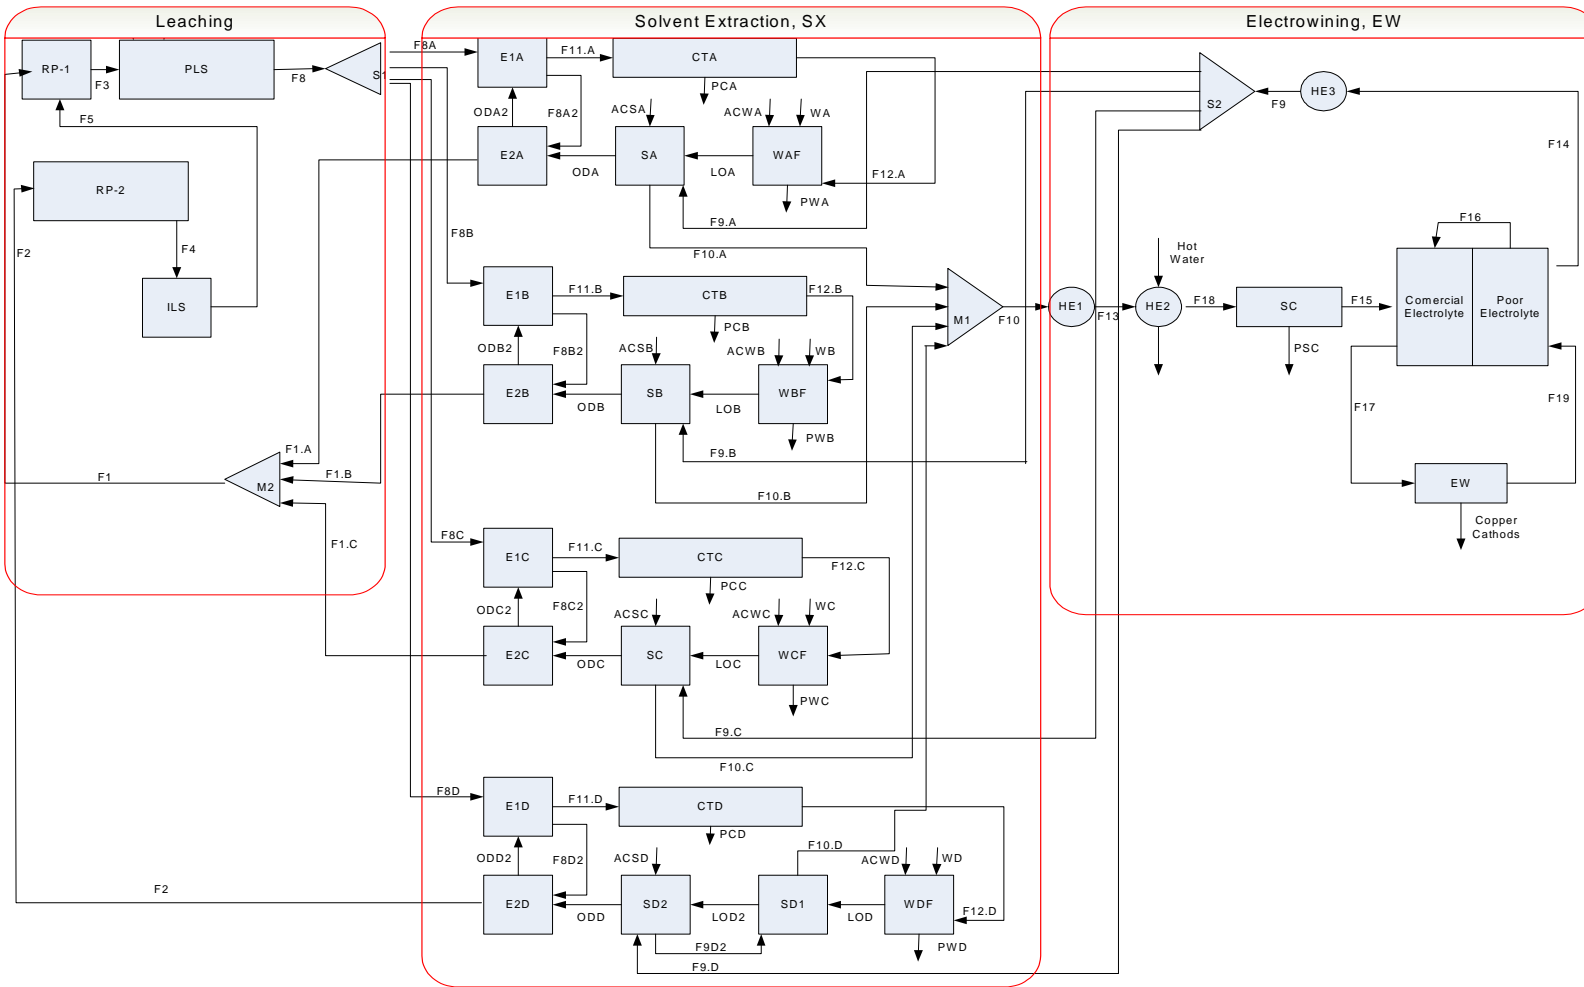 Leaching
Solvent Extraction, SX
Electrowining, EW
RP-1
F3
PLS
F8
S1
F5
RP-2
F4
ILS
F2
F1
M2
F1.A
F1.B
F1.C
F2
F8A
E1A
F11.A
CTA
PCA
ODA2
F8A2
ACSA
ACWA
WA
E2A
ODA
SA
LOA
WAF
F12.A
PWA
F9.A
F10.A
F8B
E1B
F11.B
CTB
F12.B
PCB
ODB2
F8B2
ACSB
ACWB
WB
E2B
ODB
SB
LOB
WBF
PWB
F9.B
F10.B
F8C
E1C
F11.C
CTC
F12.C
PCC
ODC2
F8C2
ACSC
ACWC
WC
E2C
ODC
SC
LOC
WCF
PWC
F9.C
F10.C
F8D
E1D
F11.D
CTD
PCD
F10.D
ODD2
F8D2
ACSD
ACWD
WD
E2D
ODD
SD2
LOD2
SD1
LOD
WDF
F12.D
F9D2
PWD
F9.D
M1
F10
S2
F9
HE3
F14
HE1
F13
Hot
Water
HE2
F18
SC
PSC
F15
F16
Comercial
Electrolyte
Poor
Electrolyte
F17
F19
EW
Copper
Cathods